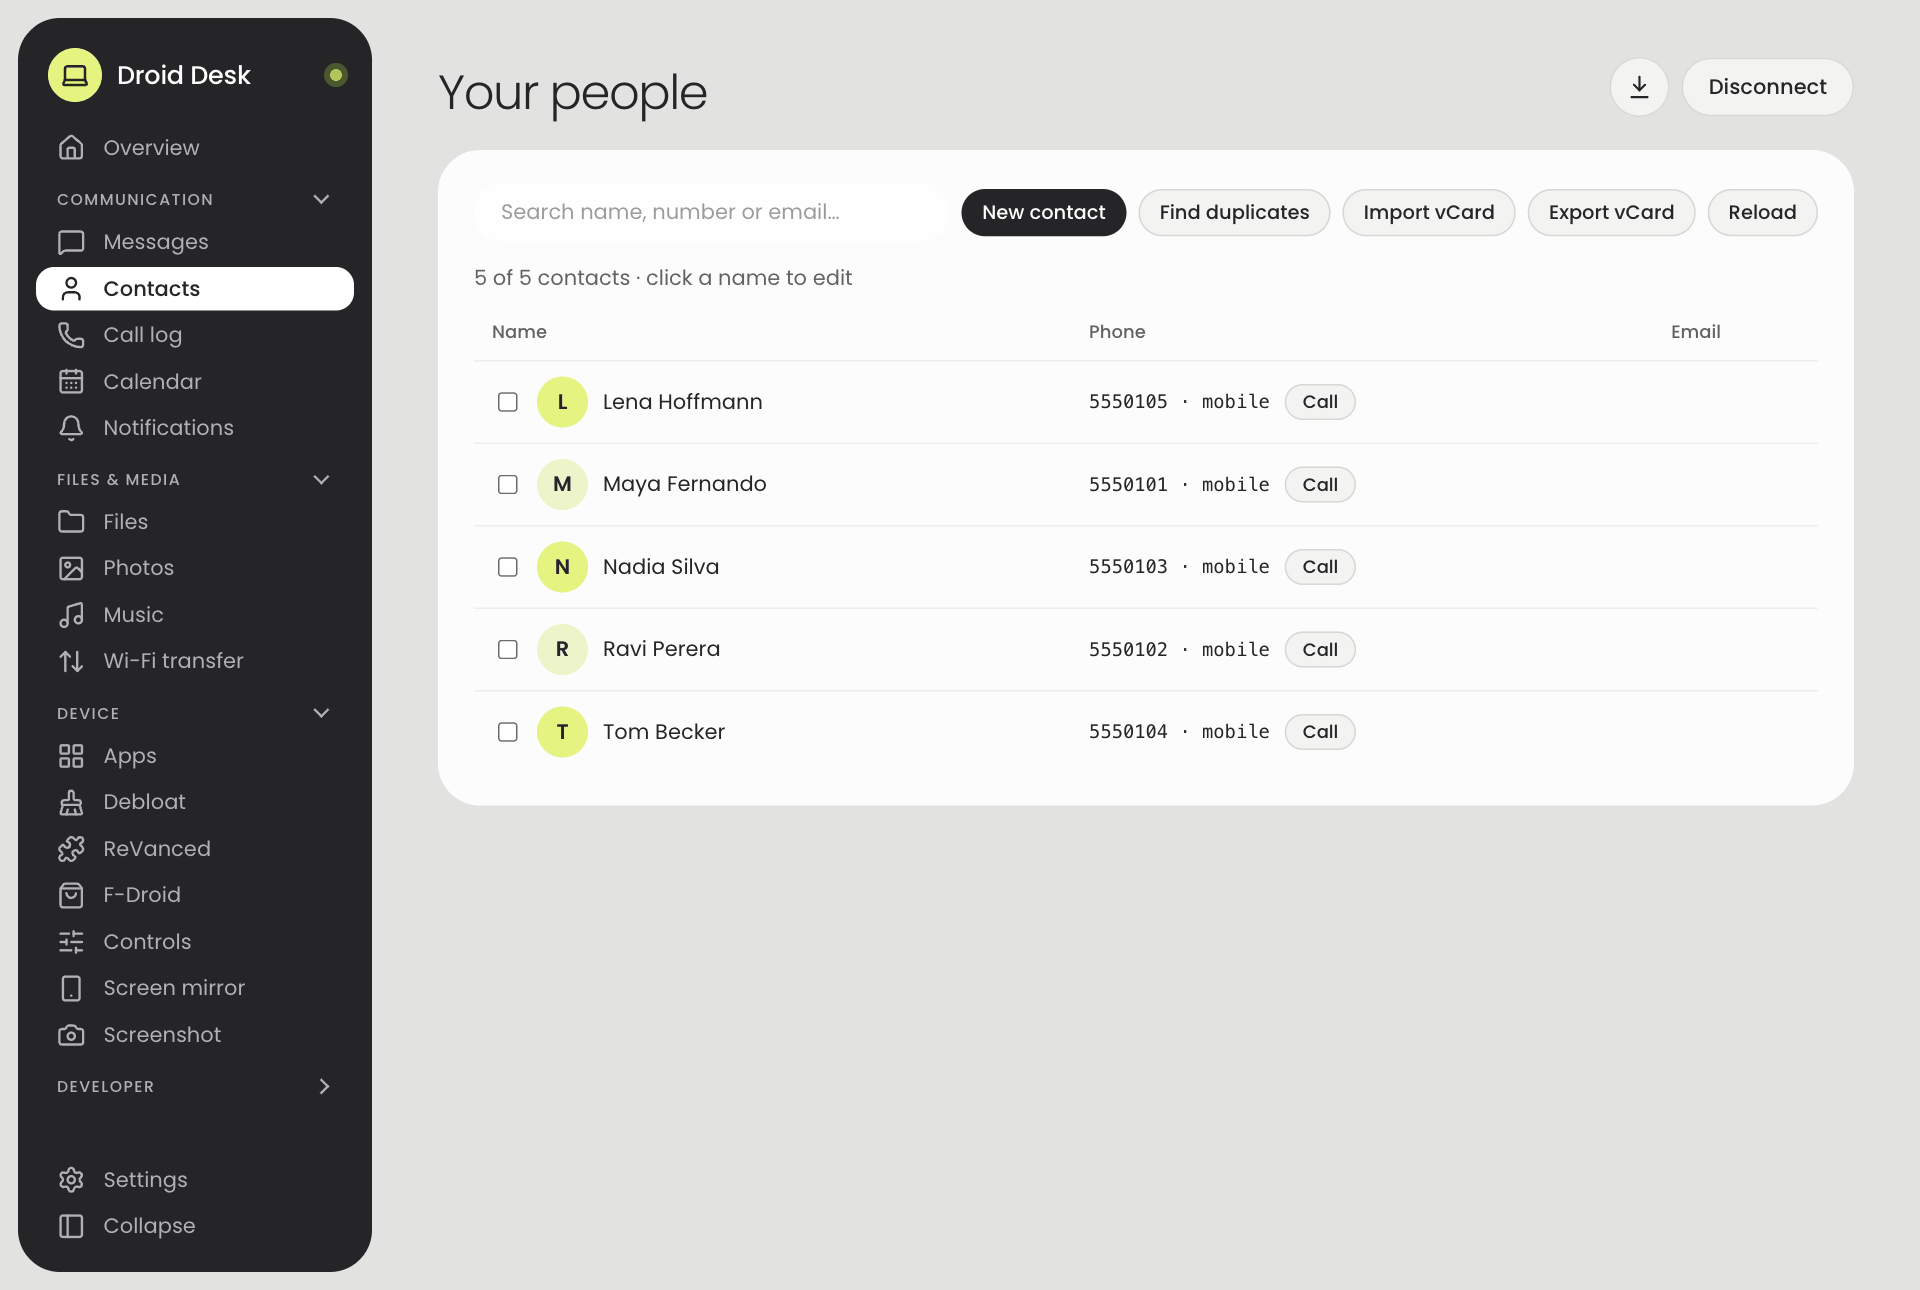 Droid Desk
Overview
COMMUNICATION
Messages
Contacts
Call log
Calendar
Notifications
FILES & MEDIA
Files
Photos
Music
Wi-Fi transfer
DEVICE
Apps
Debloat
ReVanced
F-Droid
Controls
Screen mirror
Screenshot
DEVELOPER
Settings
Collapse
Your people
Disconnect
Search name, number or email...
New contact
Find duplicates
Import vCard
Export vCard
Reload
5 of 5 contacts · click a name to edit
Name Phone Email
L Lena Hoffmann 5550105 · mobile Call
M Maya Fernando 5550101 · mobile Call
N Nadia Silva 5550103 · mobile Call
R Ravi Perera 5550102 · mobile Call
T Tom Becker 5550104 · mobile Call